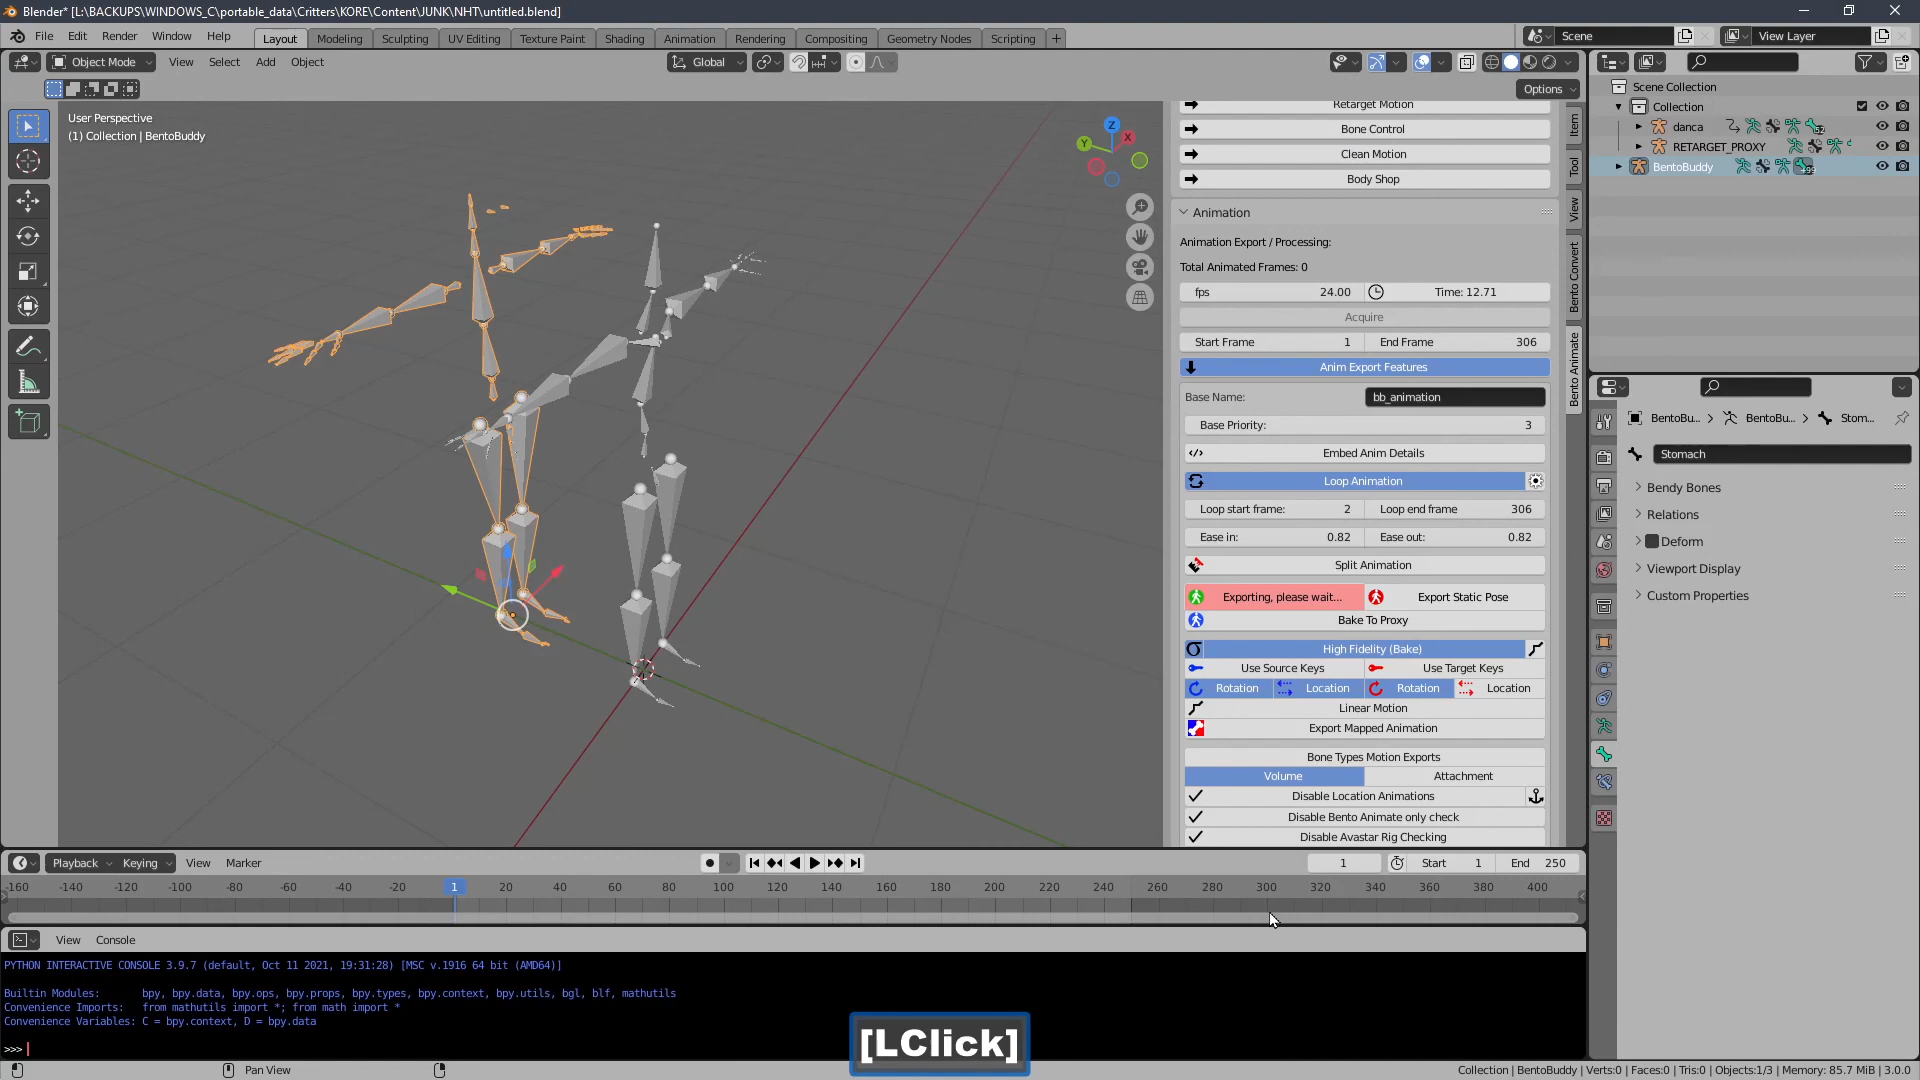 Blender* [L:\BACKUPS\WINDOWS_C\portable_data\Critters\KORE\Content\JUNK\NHT\untitled.blend]
File Edit Render Window Help Layout Modeling Sculpting UV Editing Texture Paint Shading Animation Rendering Compositing Geometry Nodes Scripting + Scene View Layer
Object Mode View Select Add Object Global
Options
User Perspective
(1) Collection | BentoBuddy
Z
Y
X
Retarget Motion
Bone Control
Clean Motion
Body Shop
Animation
Animation Export / Processing:
Total Animated Frames: 0
fps 24.00 Time: 12.71
Acquire
Start Frame 1 End Frame 306
Anim Export Features
Base Name: bb_animation
Base Priority: 3
Embed Anim Details
Loop Animation
Loop start frame: 2 Loop end frame 306
Ease in: 0.82 Ease out: 0.82
Split Animation
Exporting, please wait... Export Static Pose
Bake To Proxy
High Fidelity (Bake)
Use Source Keys Use Target Keys
Rotation Location Rotation Location
Linear Motion
Export Mapped Animation
Bone Types Motion Exports
Volume Attachment
Disable Location Animations
Disable Bento Animate only check
Disable Avastar Rig Checking
Item
Tool
View
Bento Convert
Bento Animate
Scene Collection
Collection
danca
RETARGET_PROXY
BentoBuddy
BentoBu... BentoBu... Stom...
Stomach
Bendy Bones
Relations
Deform
Viewport Display
Custom Properties
Playback Keying View Marker 1 Start 1 End 250
-160 -140 -120 -100 -80 -60 -40 -20 1 20 40 60 80 100 120 140 160 180 200 220 240 260 280 300 320 340 360 380 400
View Console
PYTHON INTERACTIVE CONSOLE 3.9.7 (default, Oct 11 2021, 19:31:28) [MSC v.1916 64 bit (AMD64)]
Builtin Modules: bpy, bpy.data, bpy.ops, bpy.props, bpy.types, bpy.context, bpy.utils, bgl, blf, mathutils
Convenience Imports: from mathutils import *; from math import *
Convenience Variables: C = bpy.context, D = bpy.data
>>>
[LClick]
Pan View
Collection | BentoBuddy | Verts:0 | Faces:0 | Tris:0 | Objects:1/3 | Memory: 85.7 MiB | 3.0.0